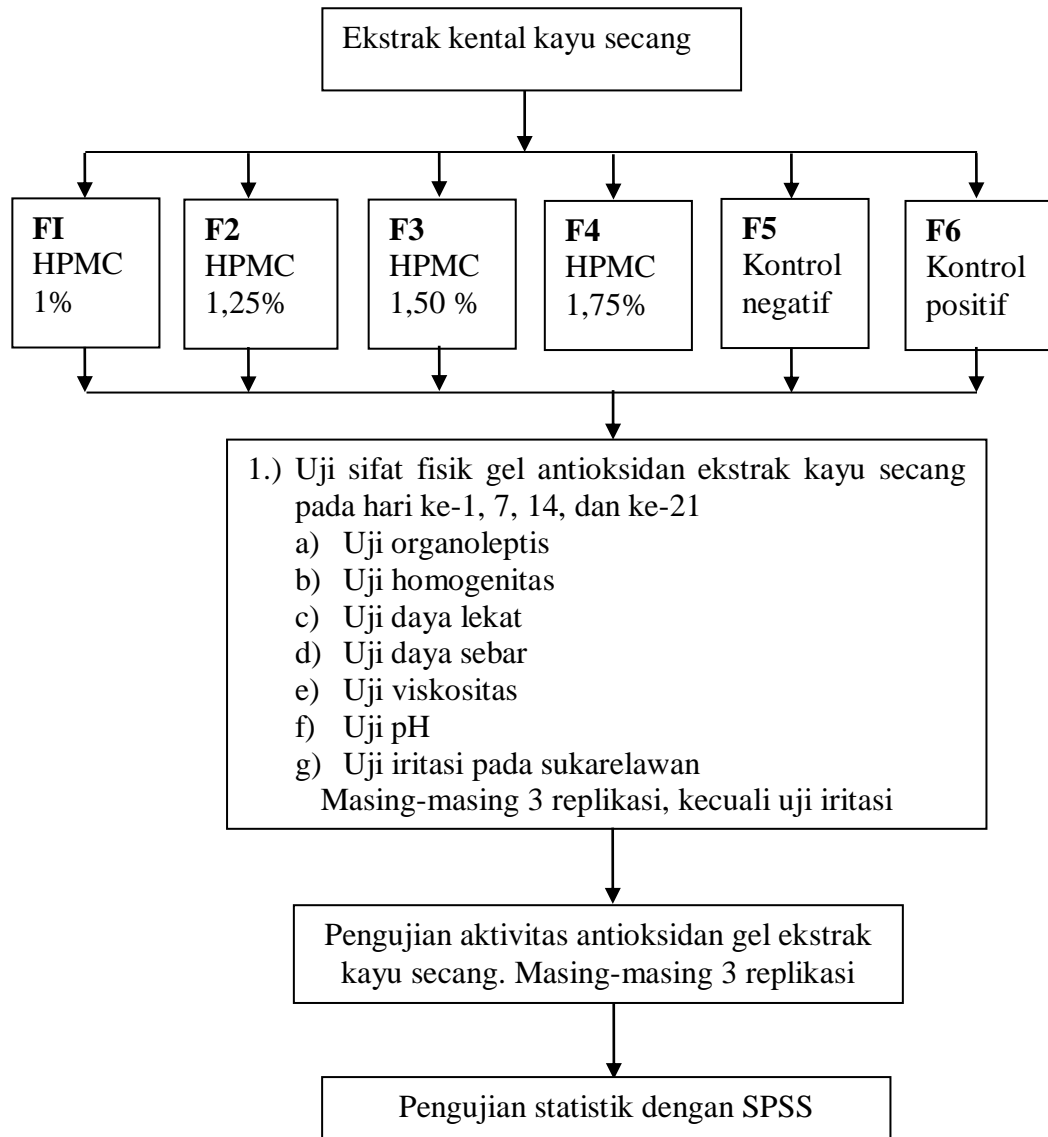 Ekstrak kental kayu secang
FI
HPMC
1%
F2
HPMC
1,25%
F3
HPMC
1,50 %
F4
HPMC
1,75%
F5
Kontrol
negatif
F6
Kontrol
positif
1.) Uji sifat fisik gel antioksidan ekstrak kayu secang
pada hari ke-1, 7, 14, dan ke-21
a) Uji organoleptis
b) Uji homogenitas
c) Uji daya lekat
d) Uji daya sebar
e) Uji viskositas
f) Uji pH
g) Uji iritasi pada sukarelawan
Masing-masing 3 replikasi, kecuali uji iritasi
Pengujian aktivitas antioksidan gel ekstrak
kayu secang. Masing-masing 3 replikasi
Pengujian statistik dengan SPSS